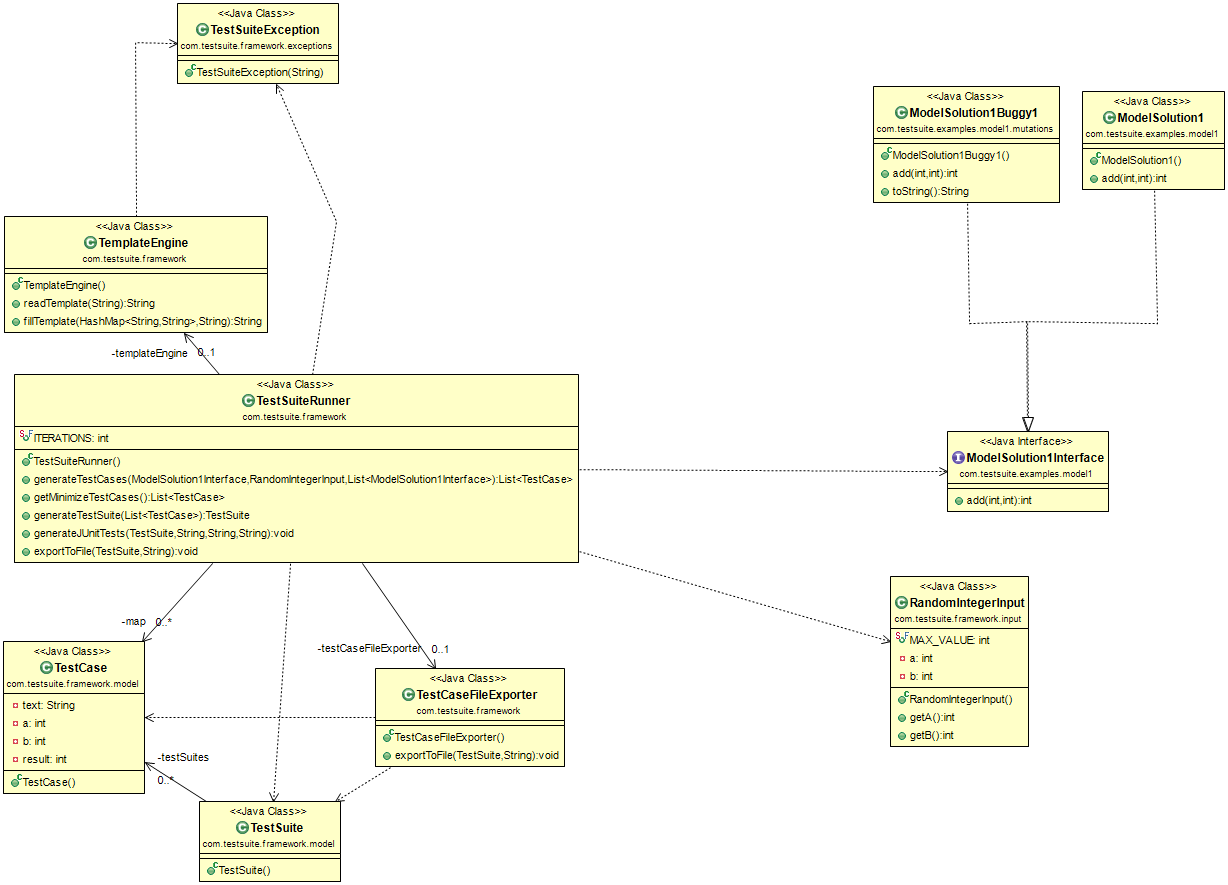 <<Java Class>>
TestSuiteException
com.testsuite.framework.exceptions
TestSuiteException(String)
<<Java Class>>
ModelSolution1Buggy1
com.testsuite.examples.model1.mutations
ModelSolution1Buggy1()
add(int,int):int
toString():String
<<Java Class>>
ModelSolution1
com.testsuite.examples.model1
ModelSolution1()
add(int,int):int
<<Java Class>>
TemplateEngine
com.testsuite.framework
TemplateEngine()
readTemplate(String):String
fillTemplate(HashMap<String,String>,String):String
-templateEngine 0..1
<<Java Class>>
TestSuiteRunner
com.testsuite.framework
ITERATIONS: int
TestSuiteRunner()
generateTestCases(ModelSolution1Interface,RandomIntegerInput,List<ModelSolution1Interface>):List<TestCase>
getMinimizeTestCases():List<TestCase>
generateTestSuite(List<TestCase>):TestSuite
generateJUnitTests(TestSuite,String,String,String):void
exportToFile(TestSuite,String):void
<<Java Interface>>
ModelSolution1Interface
com.testsuite.examples.model1
add(int,int):int
<<Java Class>>
RandomIntegerInput
com.testsuite.framework.input
MAX_VALUE: int
a: int
b: int
RandomIntegerInput()
getA():int
getB():int
-map 0..*
-testCaseFileExporter 0..1
<<Java Class>>
TestCase
com.testsuite.framework.model
text: String
a: int
b: int
result: int
TestCase()
<<Java Class>>
TestCaseFileExporter
com.testsuite.framework
TestCaseFileExporter()
exportToFile(TestSuite,String):void
-testSuites
0..*
<<Java Class>>
TestSuite
com.testsuite.framework.model
TestSuite()